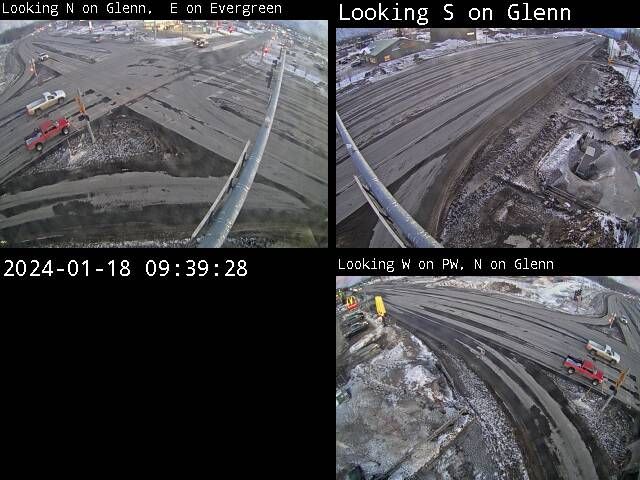 Looking N on Glenn,  E on Evergreen
Looking S on Glenn
2024-01-18 09:39:28
Looking W on PW, N on Glenn